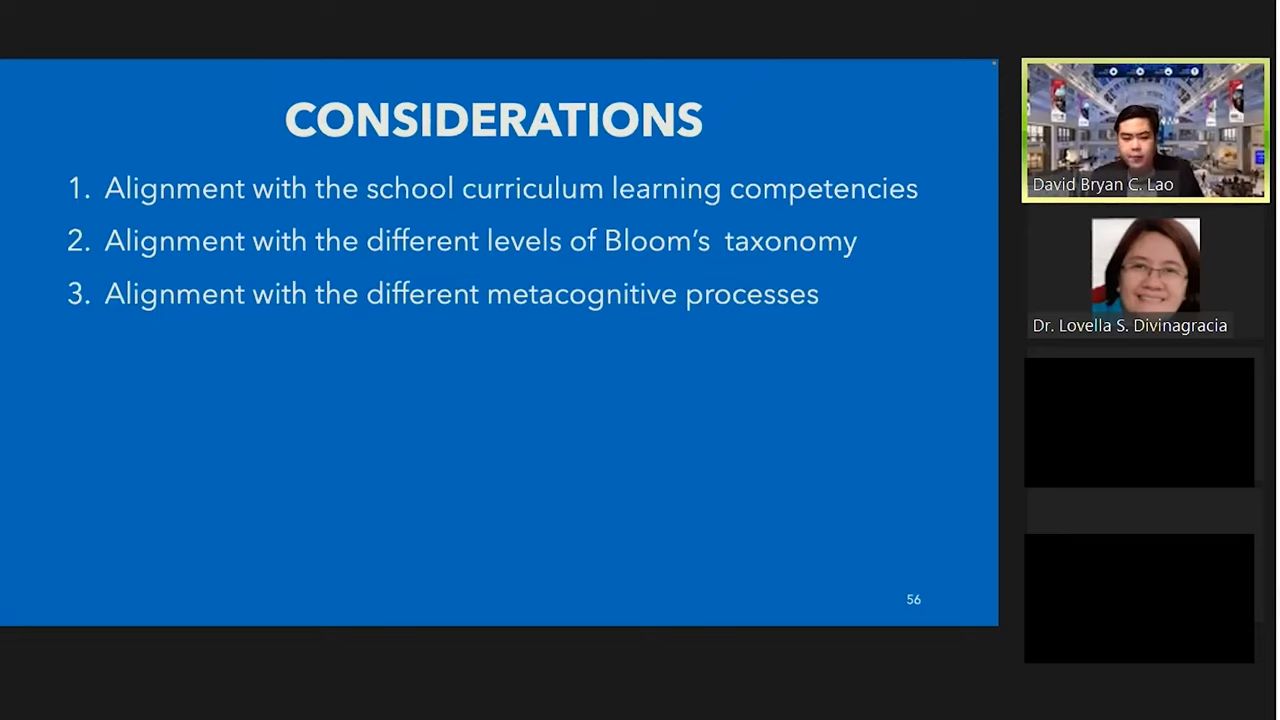 CONSIDERATIONS
1. Alignment with the school curriculum learning competencies
2. Alignment with the different levels of Bloom's taxonomy
3. Alignment with the different metacognitive processes
56
David Bryan C. Lao
Dr. Lovella S. Divinagracia